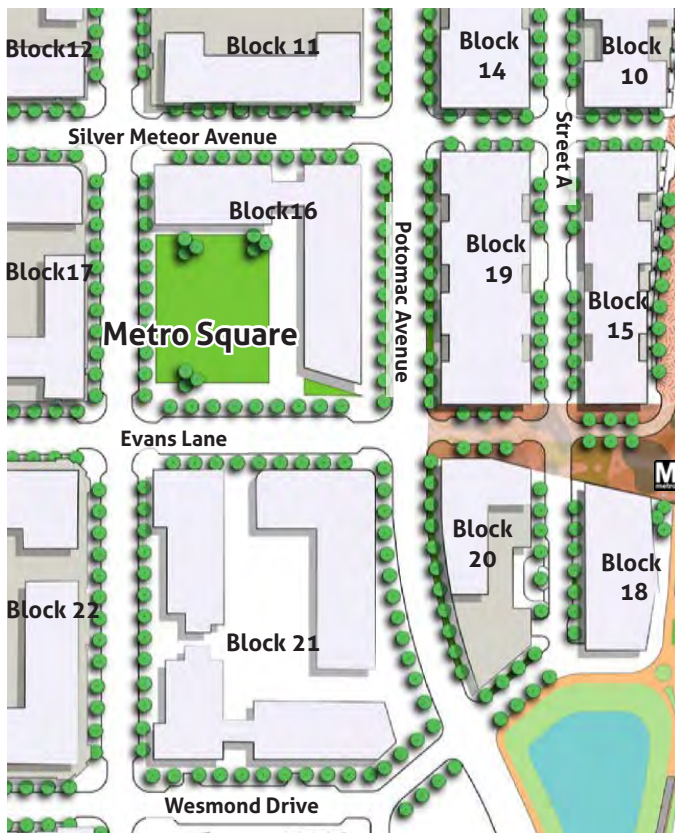 Block12
Block 11
Block
14
Block
10
Silver Meteor Avenue
Street A
Block16
Block17
Potomac Avenue
Block
19
Block
15
Metro Square
Evans Lane
M
metro
Block
20
Block
18
Block 22
Block 21
Wesmond Drive